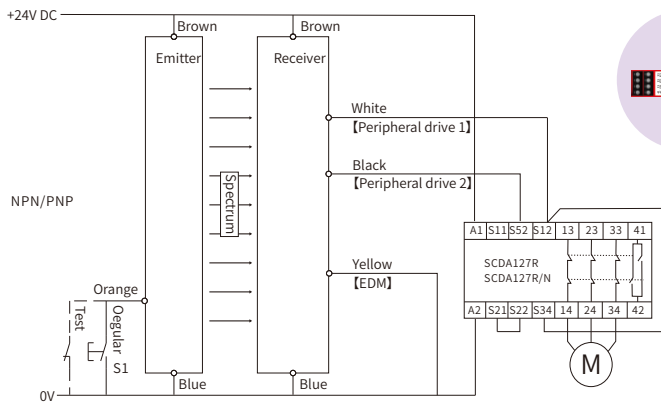 +24V DC
Brown
Brown
Emitter
Receiver
White
【Peripheral drive 1】
Black
【Peripheral drive 2】
Spectrum
NPN/PNP
A1 S11 S52 S12 13 23 33 41
SCDA127R
SCDA127R/N
Yellow
【EDM】
Orange
Test
Oegular
S1
A2 S21 S22 S34 14 24 34 42
M
Blue
Blue
0V